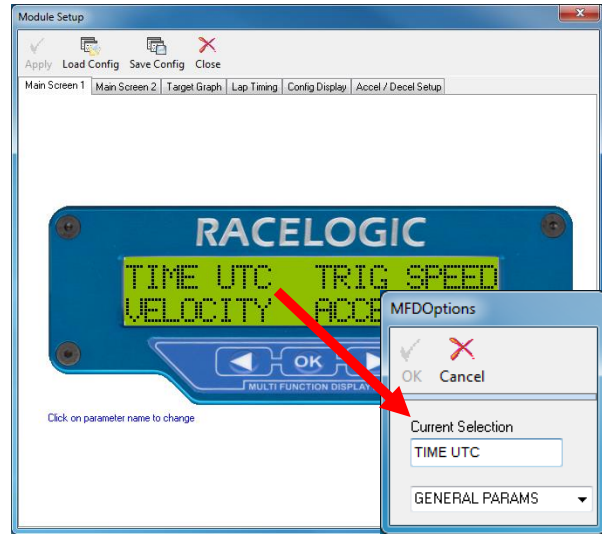 Module Setup
Apply Load Config Save Config Close
Main Screen 1 Main Screen 2 Target Graph Lap Timing Config Display Accel / Decel Setup
RACELOGIC
TIME UTC TRIG SPEED
VELOCITY
OK
MULTI FUNCTION DISPLAY
Click on parameter name to change
MFDOptions
OK Cancel
Current Selection
TIME UTC
GENERAL PARAMS